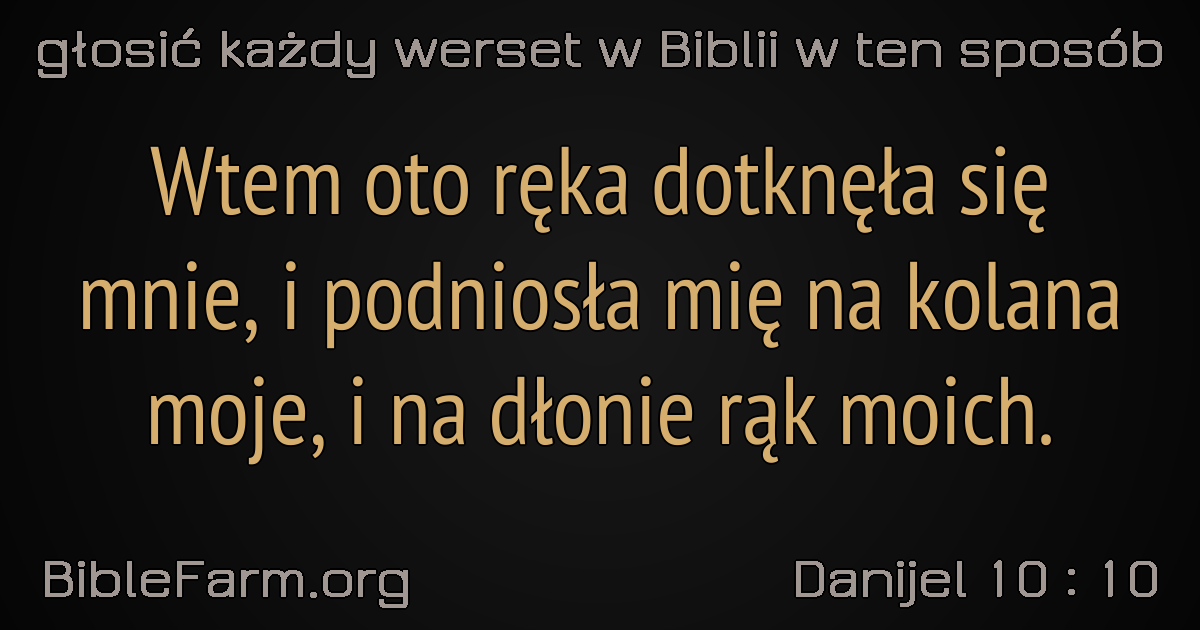 głosić każdy werset w Biblii w ten sposób
Wtem oto ręka dotknęła się
mnie, i podniosła mię na kolana
moje, i na dłonie rąk moich.
BibleFarm.org
Danijel 10 : 10